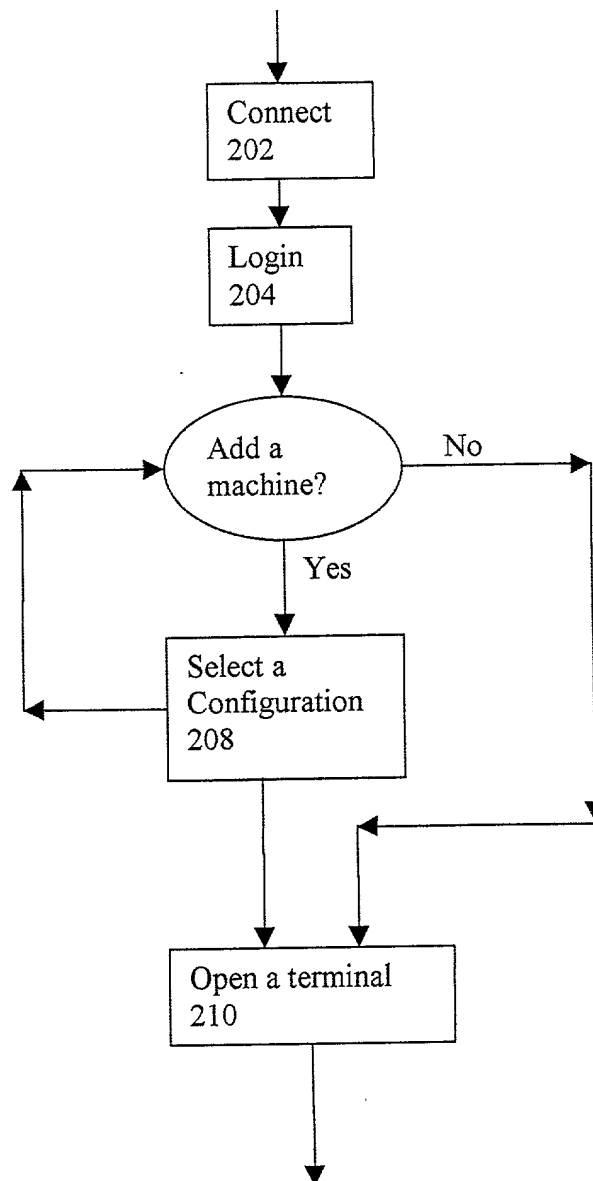 Connect
202
Login
204
Add a
machine?
No
Yes
Select a
Configuration
208
Open a terminal
210